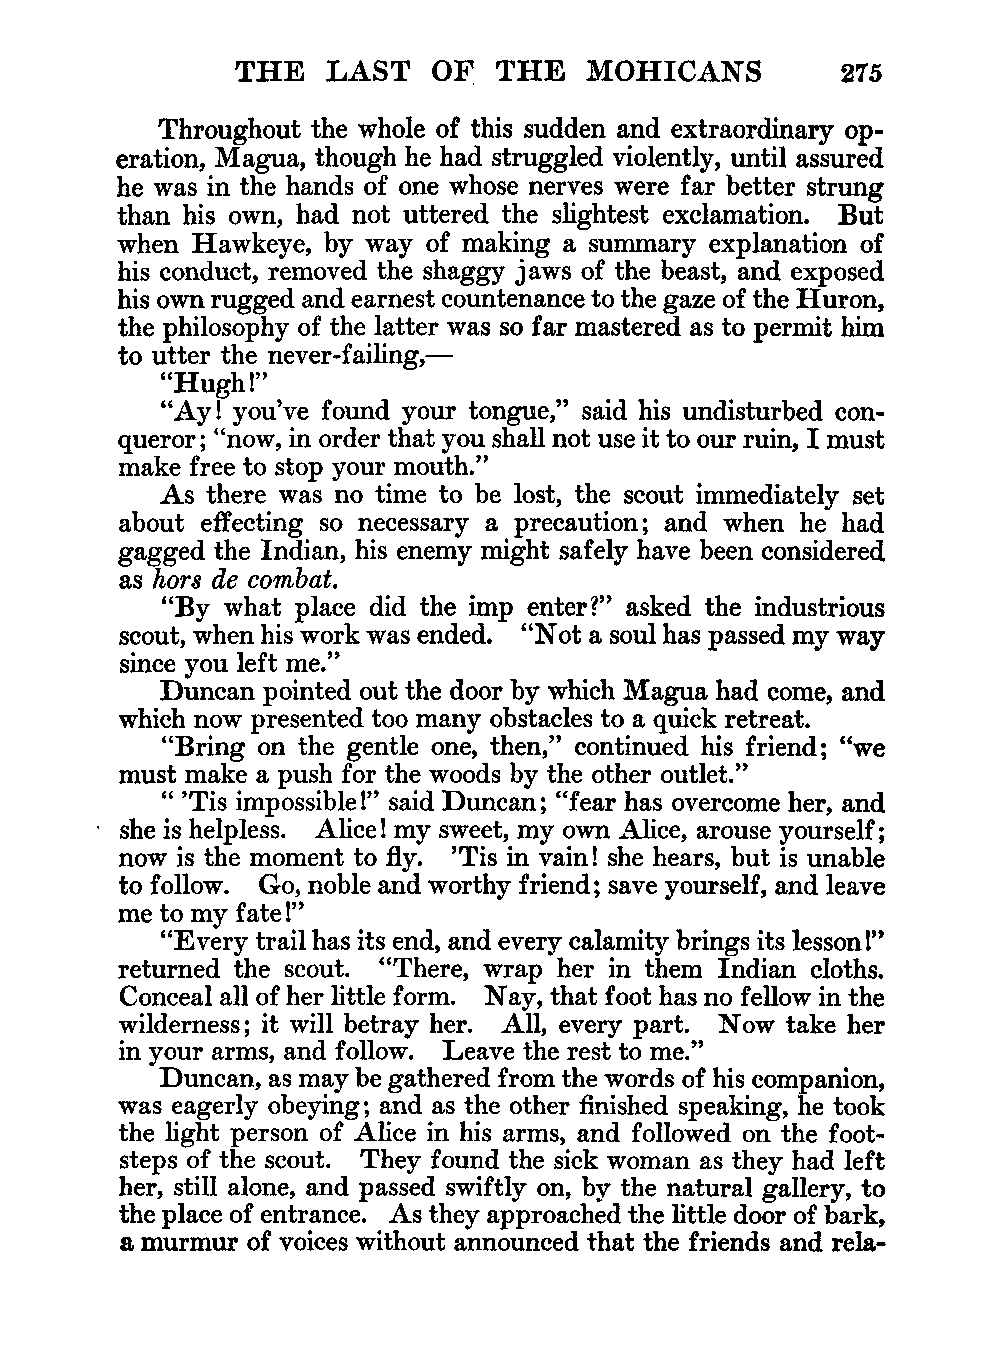 THE LAST OF THE MOHICANS 275
Throughout the whole of this sudden and extraordinary op-
eration, Magua, though he had struggled violently, until assured
he was in the hands of one whose nerves were far better strung
than his own, had not uttered the slightest exclamation. But
when Hawkeye, by way of making a summary explanation of
his conduct, removed the shaggy jaws of the beast, and exposed
his own rugged and earnest countenance to the gaze of the Huron,
the philosophy of the latter was so far mastered as to permit him
to utter the never-failing,—
“Hugh!”
“Ay! you’ve found your tongue,” said his undisturbed con-
queror; “now, in order that you shall not use it to our ruin, I must
make free to stop your mouth.”
As there was no time to be lost, the scout immediately set
about effecting so necessary a precaution; and when he had
gagged the Indian, his enemy might safely have been considered
as hors de combat.
“By what place did the imp enter?” asked the industrious
scout, when his work was ended. “Not a soul has passed my way
since you left me.”
Duncan pointed out the door by which Magua had come, and
which now presented too many obstacles to a quick retreat.
“Bring on the gentle one, then,” continued his friend; “we
must make a push for the woods by the other outlet.”
“ ’Tis impossible!” said Duncan; “fear has overcome her, and
she is helpless. Alice! my sweet, my own Alice, arouse yourself;
now is the moment to fly. ’Tis in vain! she hears, but is unable
to follow. Go, noble and worthy friend; save yourself, and leave
me to my fate!”
“Every trail has its end, and every calamity brings its lesson!”
returned the scout. “There, wrap her in them Indian cloths.
Conceal all of her little form. Nay, that foot has no fellow in the
wilderness; it will betray her. All, every part. Now take her
in your arms, and follow. Leave the rest to me.”
Duncan, as may be gathered from the words of his companion,
was eagerly obeying; and as the other finished speaking, he took
the light person of Alice in his arms, and followed on the foot-
steps of the scout. They found the sick woman as they had left
her, still alone, and passed swiftly on, by the natural gallery, to
the place of entrance. As they approached the little door of bark,
a murmur of voices without announced that the friends and rela-